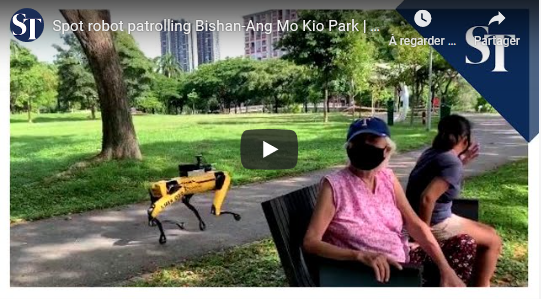 ST
Spot robot patrolling Bishan-Ang Mo Kio Park | ...
À regarder ...
Partager
ST
T